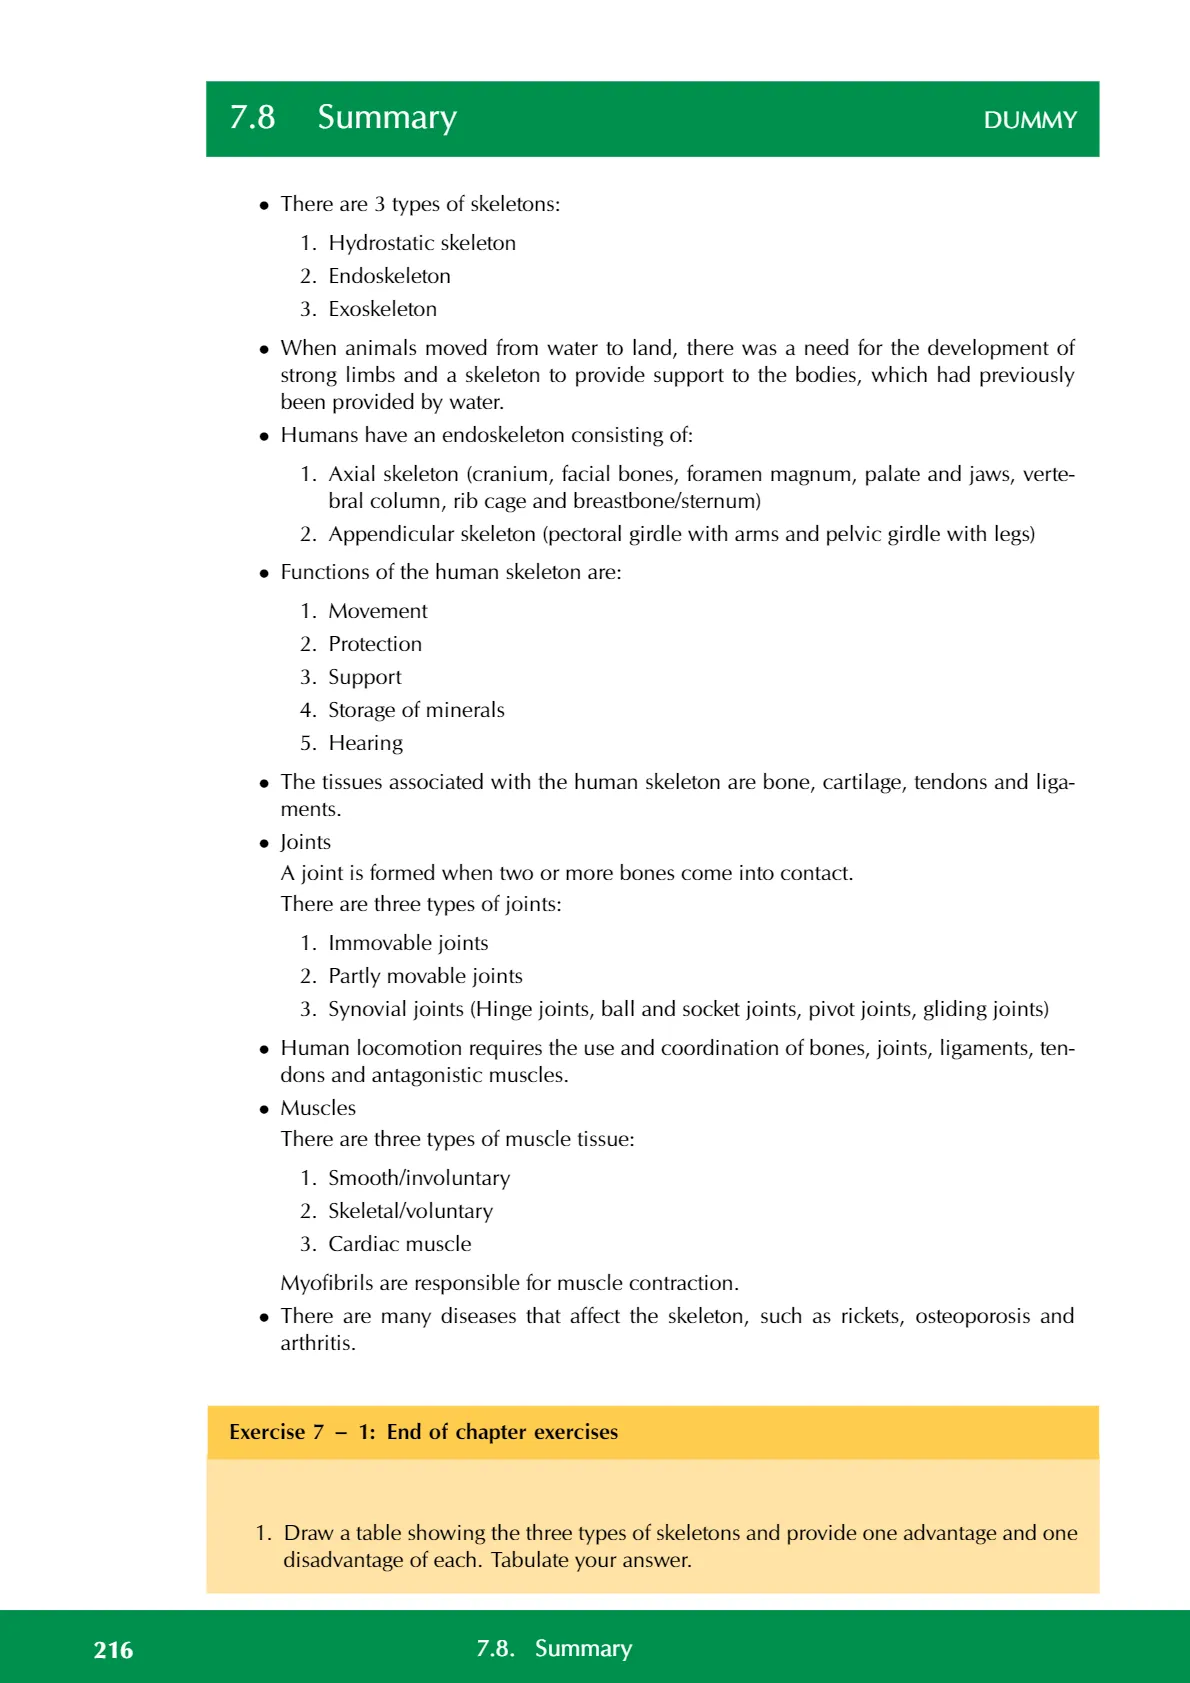 7.8 Summary DUMMY
• There are 3 types of skeletons:
1. Hydrostatic skeleton
2. Endoskeleton
3. Exoskeleton
• When animals moved from water to land, there was a need for the development of
strong limbs and a skeleton to provide support to the bodies, which had previously
been provided by water.
• Humans have an endoskeleton consisting of:
1. Axial skeleton (cranium, facial bones, foramen magnum, palate and jaws, verte-
bral column, rib cage and breastbone/sternum)
2. Appendicular skeleton (pectoral girdle with arms and pelvic girdle with legs)
• Functions of the human skeleton are:
1. Movement
2. Protection
3. Support
4. Storage of minerals
5. Hearing
• The tissues associated with the human skeleton are bone, cartilage, tendons and liga-
ments.
• Joints
A joint is formed when two or more bones come into contact.
There are three types of joints:
1. Immovable joints
2. Partly movable joints
3. Synovial joints (Hinge joints, ball and socket joints, pivot joints, gliding joints)
• Human locomotion requires the use and coordination of bones, joints, ligaments, ten-
dons and antagonistic muscles.
• Muscles
There are three types of muscle tissue:
1. Smooth/involuntary
2. Skeletal/voluntary
3. Cardiac muscle
Myofibrils are responsible for muscle contraction.
• There are many diseases that affect the skeleton, such as rickets, osteoporosis and
arthritis.
Exercise 7 – 1: End of chapter exercises
1. Draw a table showing the three types of skeletons and provide one advantage and one
disadvantage of each. Tabulate your answer.
216 7.8. Summary